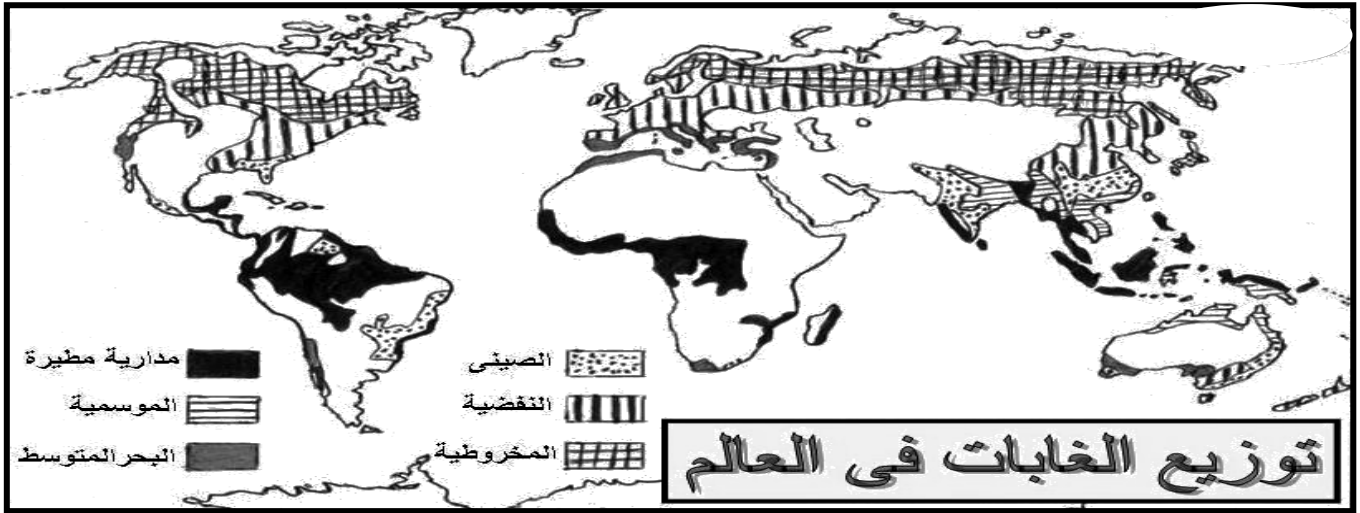 مدارية مطيرة
الموسمية
البحرالمتوسط
الصينى
النفضية
المخروطية
توزيع الغابات فى العالم